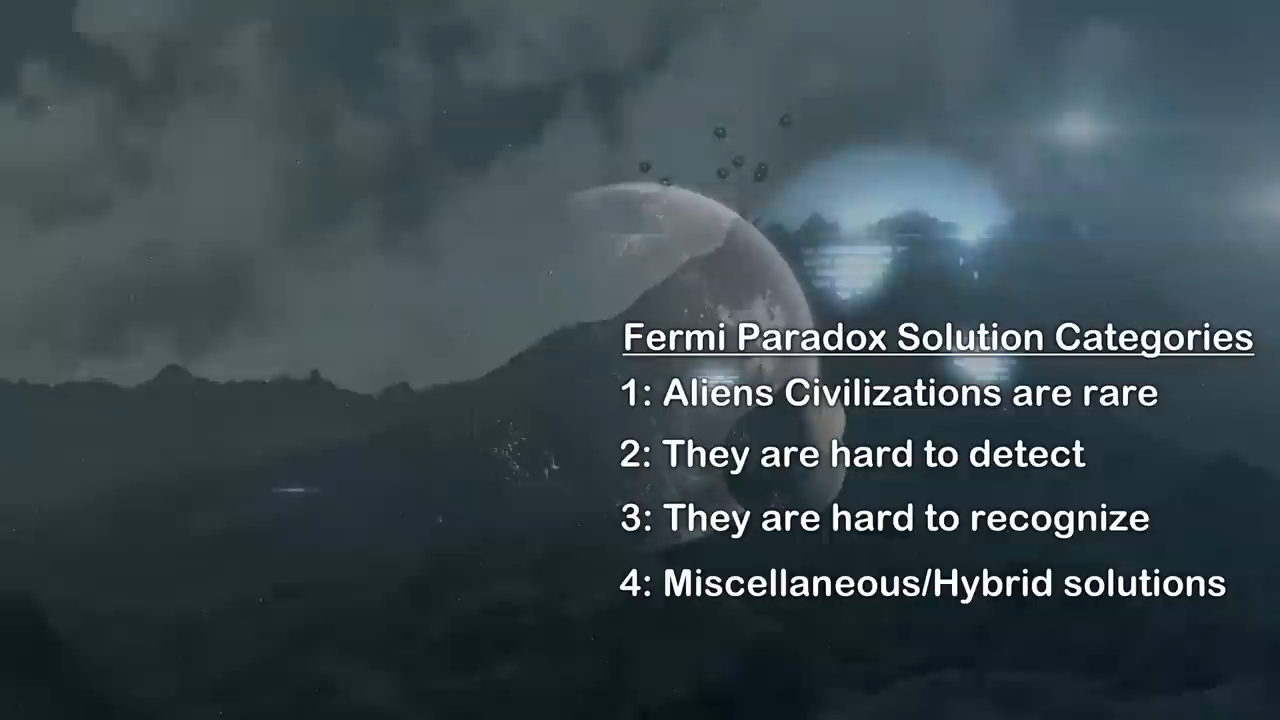 Fermi Paradox Solution Categories
1: Aliens Civilizations are rare
2: They are hard to detect
3: They are hard to recognize
4: Miscellaneous/Hybrid solutions